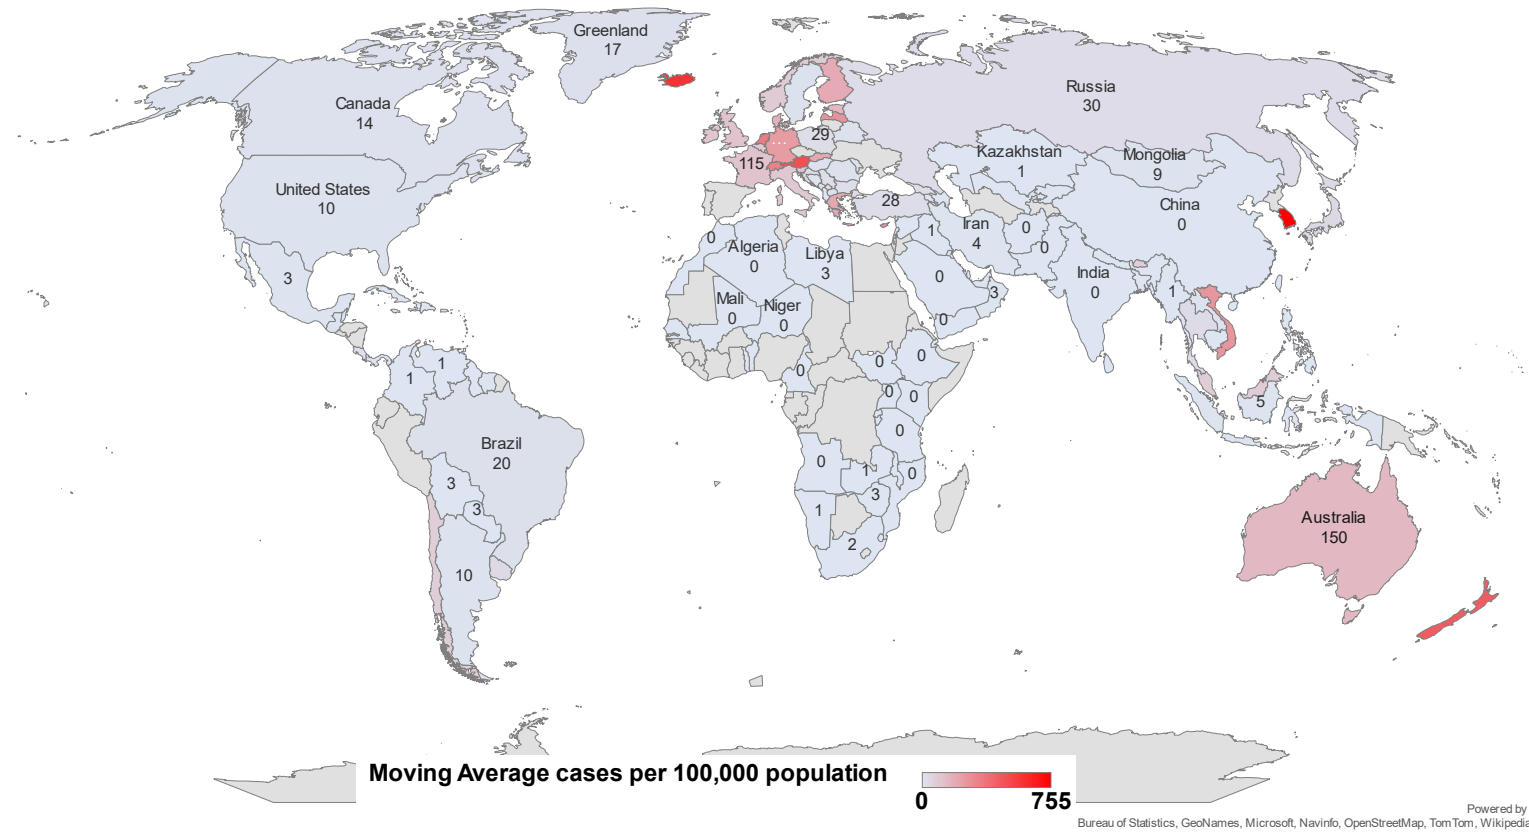 Greenland
17
Canada
14
Russia
30
United States
10
Kazakhstan
1
Mongolia
9
China
0
29
115
28
3
0
Algeria
0
Libya
3
1
Iran
4
0
0
India
0
1
0
3
0
Mali
0
Niger
0
0
0
0
0
0
0
1
1
Brazil
20
3
3
10
0
1
0
3
1
2
5
Australia
150
Moving Average cases per 100,000 population
0 755
Powered by
Bureau of Statistics, GeoNames, Microsoft, Navinfo, OpenStreetMap, TomTom, Wikipedia